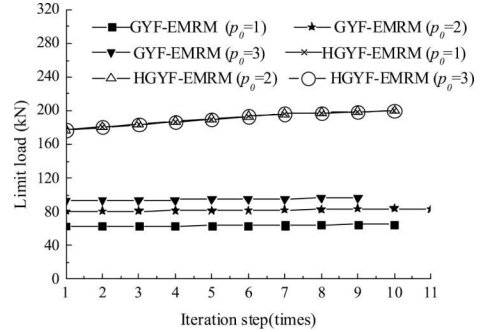 320
280
240
200
160
120
80
40
0
Limit load (kN)
GYF-EMRM (p₀=1)
GYF-EMRM (p₀=2)
GYF-EMRM (p₀=3)
HGYF-EMRM (p₀=1)
HGYF-EMRM (p₀=2)
HGYF-EMRM (p₀=3)
1 2 3 4 5 6 7 8 9 10 11
Iteration step(times)